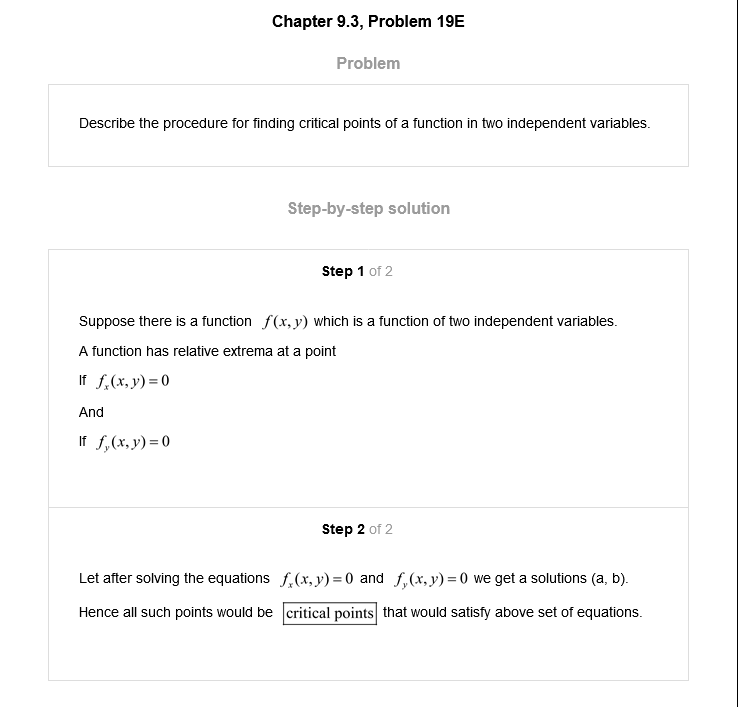 Chapter 9.3, Problem 19E
Problem
Describe the procedure for finding critical points of a function in two independent variables.
Step-by-step solution
Step 1 of 2
Suppose there is a function f(x, y) which is a function of two independent variables.
A function has relative extrema at a point
If fₓ(x, y) = 0
And
If f_y(x, y) = 0
Step 2 of 2
Let after solving the equations fₓ(x, y) = 0 and f_y(x, y) = 0 we get a solutions (a, b).
Hence all such points would be critical points that would satisfy above set of equations.